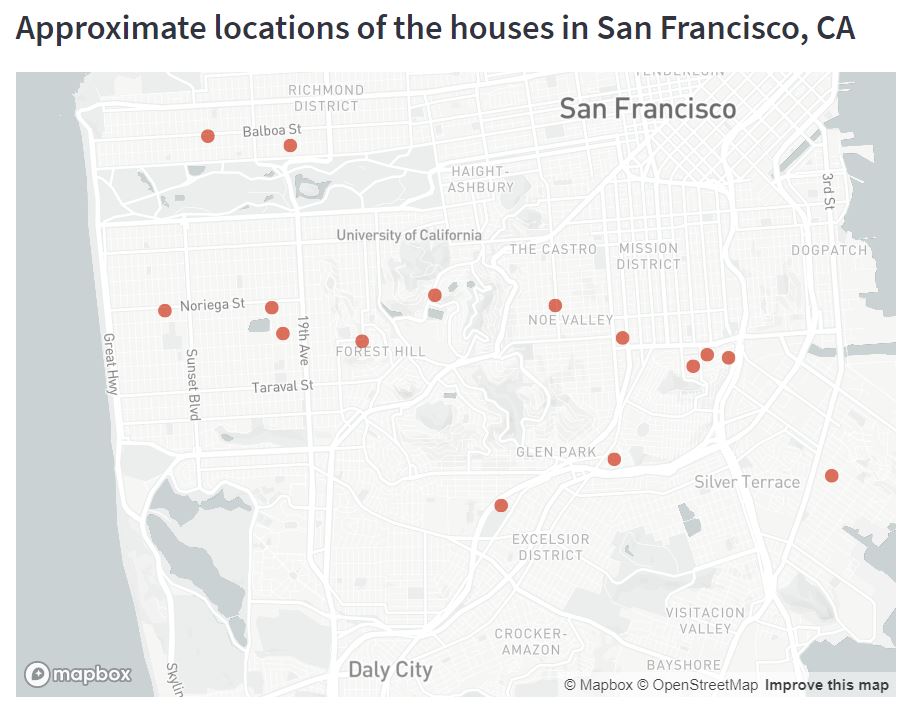 Approximate locations of the houses in San Francisco, CA
TENDERLOIN
RICHMOND
DISTRICT
San Francisco
Balboa St
HAIGHT-
ASHBURY
3rd St
University of California
THE CASTRO
MISSION
DISTRICT
DOGPATCH
Noriega St
NOE VALLEY
19th Ave
Great Hwy
Sunset Blvd
FOREST HILL
Taraval St
GLEN PARK
Silver Terrace
EXCELSIOR
DISTRICT
VISITACION
VALLEY
CROCKER-
AMAZON
Daly City
BAYSHORE
mapbox
© Mapbox © OpenStreetMap Improve this map